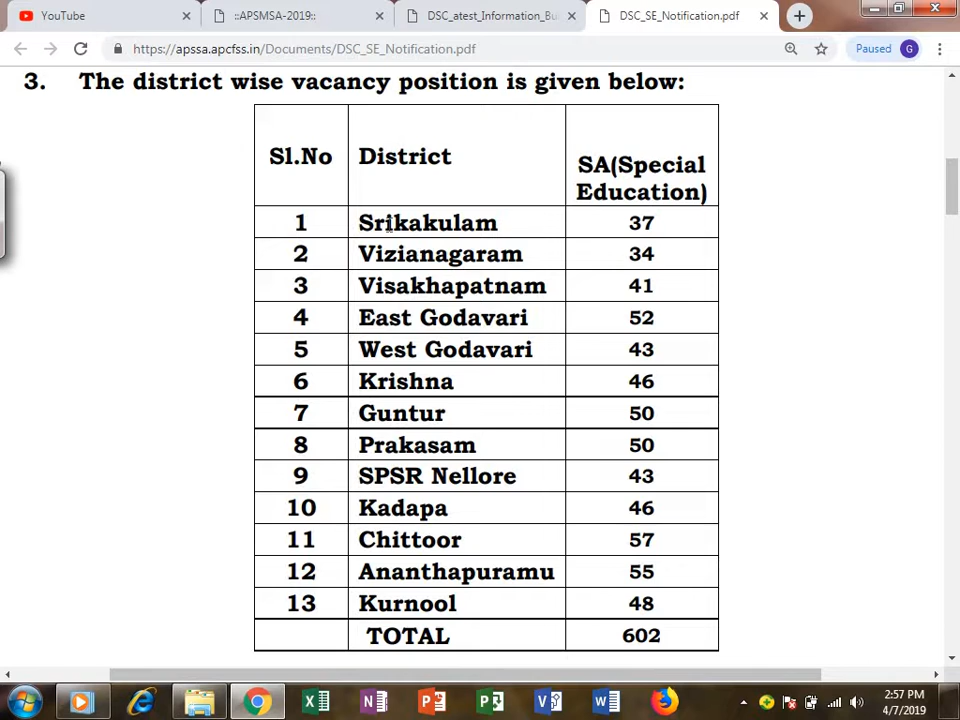 YouTube
::APSMSA-2019::
DSC_atest_Information_Bu
DSC_SE_Notification.pdf
https://apssa.apcfss.in/Documents/DSC_SE_Notification.pdf
Paused G
3. The district wise vacancy position is given below:
Sl.No District SA(Special Education)
1 Srikakulam 37
2 Vizianagaram 34
3 Visakhapatnam 41
4 East Godavari 52
5 West Godavari 43
6 Krishna 46
7 Guntur 50
8 Prakasam 50
9 SPSR Nellore 43
10 Kadapa 46
11 Chittoor 57
12 Ananthapuramu 55
13 Kurnool 48
TOTAL 602
2:57 PM
4/7/2019